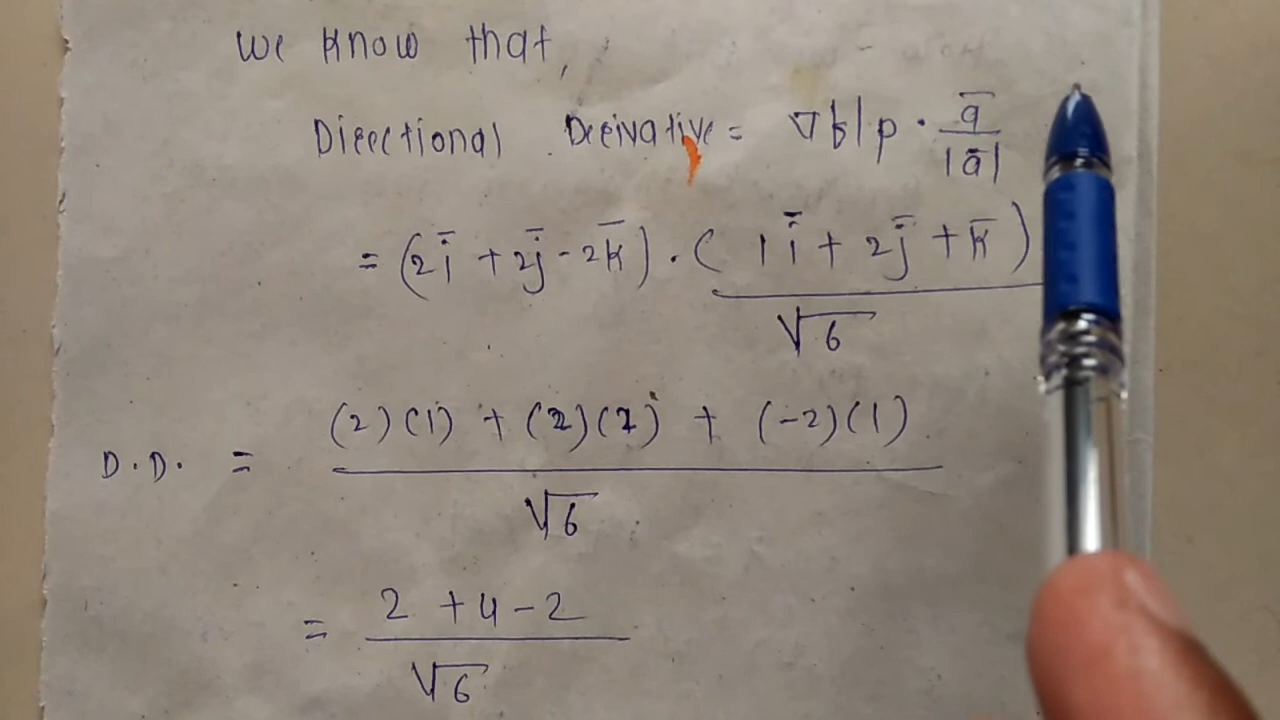 We know that,
Directional Derivative = ∇f|p · ā/|ā|
= (2ī + 2j̄ - 2k̄) · (1ī + 2j̄ + k̄)/√6
D.D. = (2)(1) + (2)(2) + (-2)(1)/√6
= 2 + 4 - 2/√6